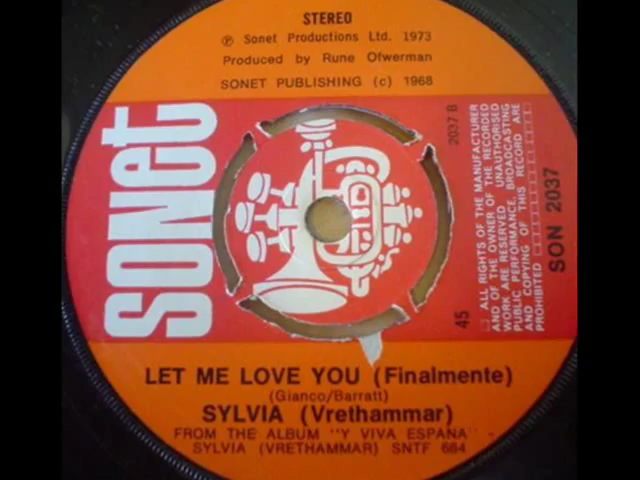 STEREO
℗ Sonet Productions Ltd. 1973
Produced by Rune Ofwerman
SONET PUBLISHING (c) 1968
sonet
2037 B
ALL RIGHTS OF THE MANUFACTURER
AND OF THE OWNER OF THE RECORDED
WORK ARE RESERVED. UNAUTHORISED
PUBLIC PERFORMANCE, BROADCASTING
AND COPYING OF THIS RECORD ARE
PROHIBITED
SON 2037
45
LET ME LOVE YOU (Finalmente)
(Gianco/Barratt)
SYLVIA (Vrethammar)
FROM THE ALBUM "Y VIVA ESPANA" -
SYLVIA (VRETHAMMAR) SNTF 664